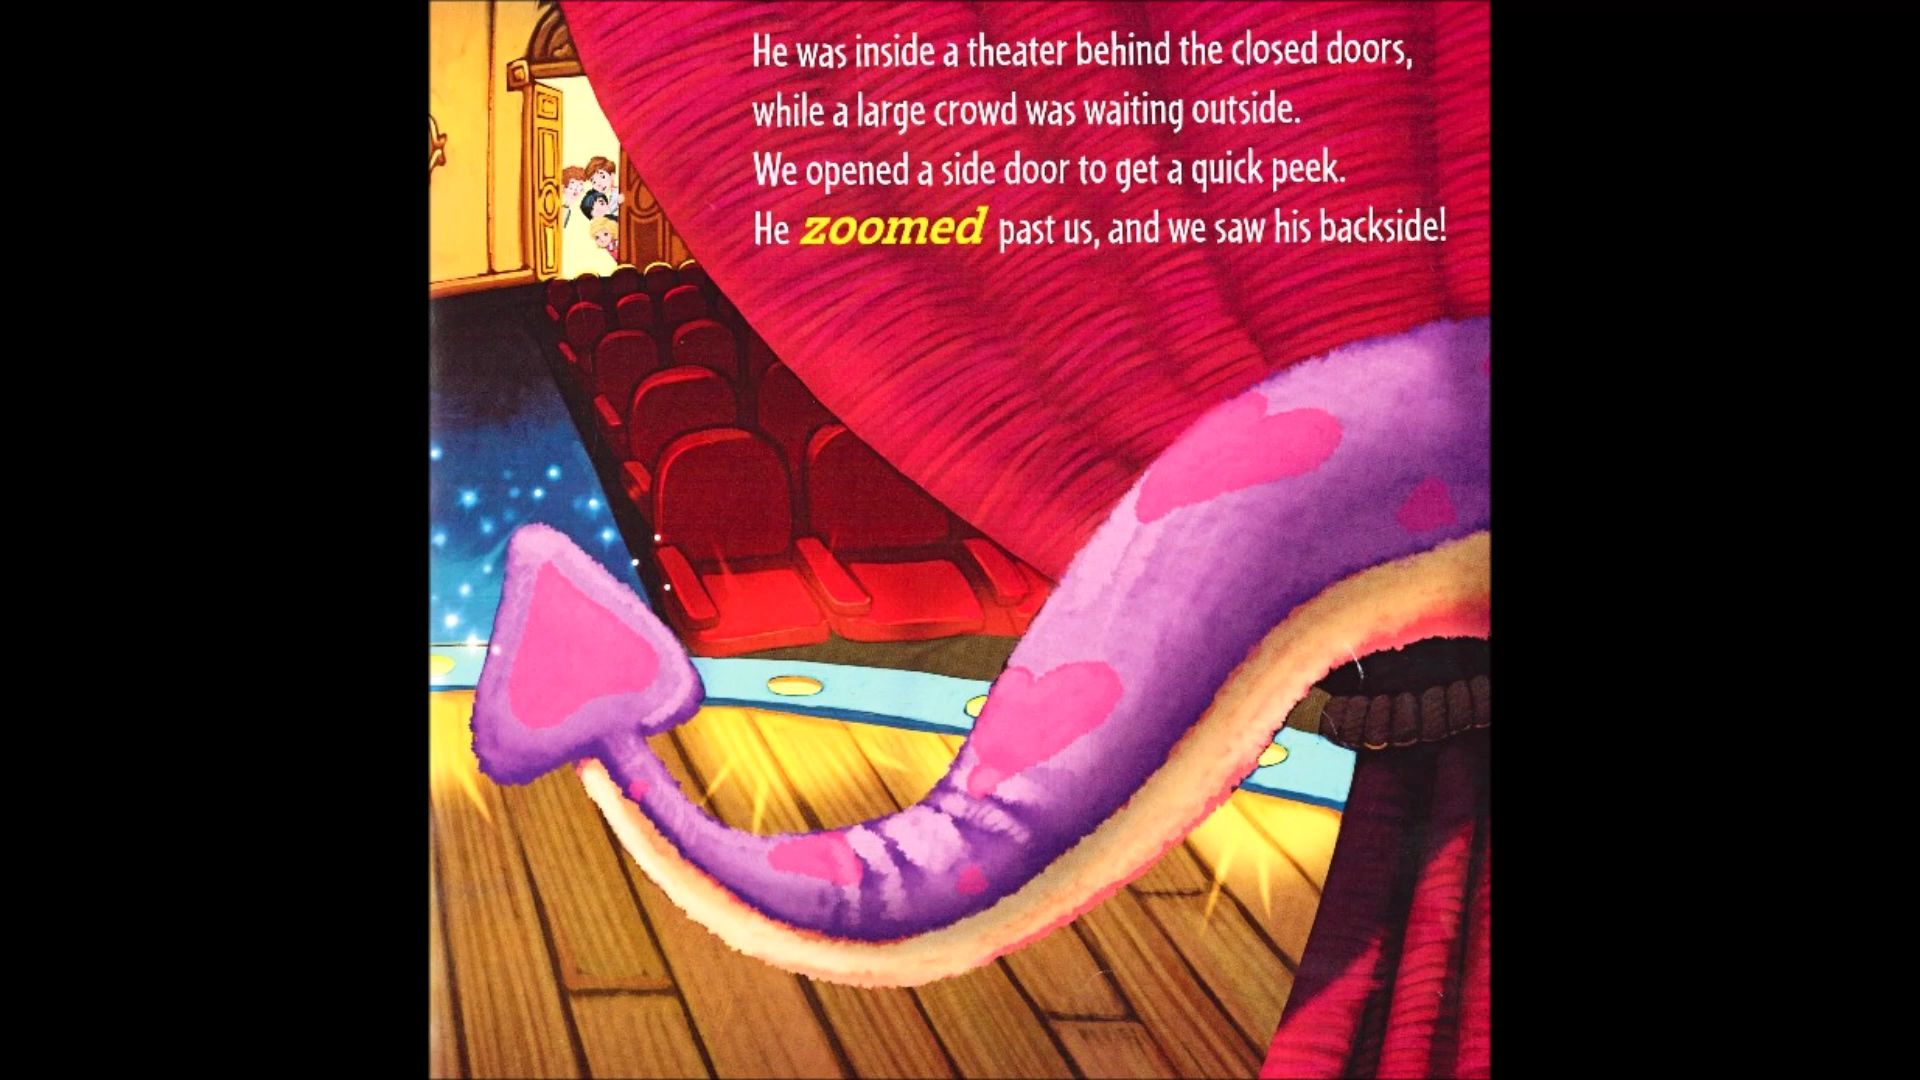 He was inside a theater behind the closed doors,
while a large crowd was waiting outside.
We opened a side door to get a quick peek.
He zoomed past us, and we saw his backside!